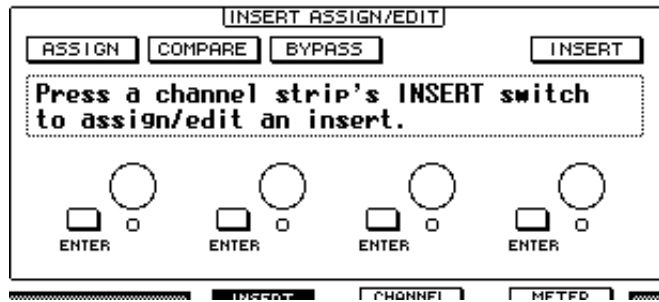 INSERT ASSIGN/EDIT
ASSIGN COMPARE BYPASS INSERT
Press a channel strip's INSERT switch
to assign/edit an insert.
ENTER ENTER ENTER ENTER
INSERT CHANNEL METER